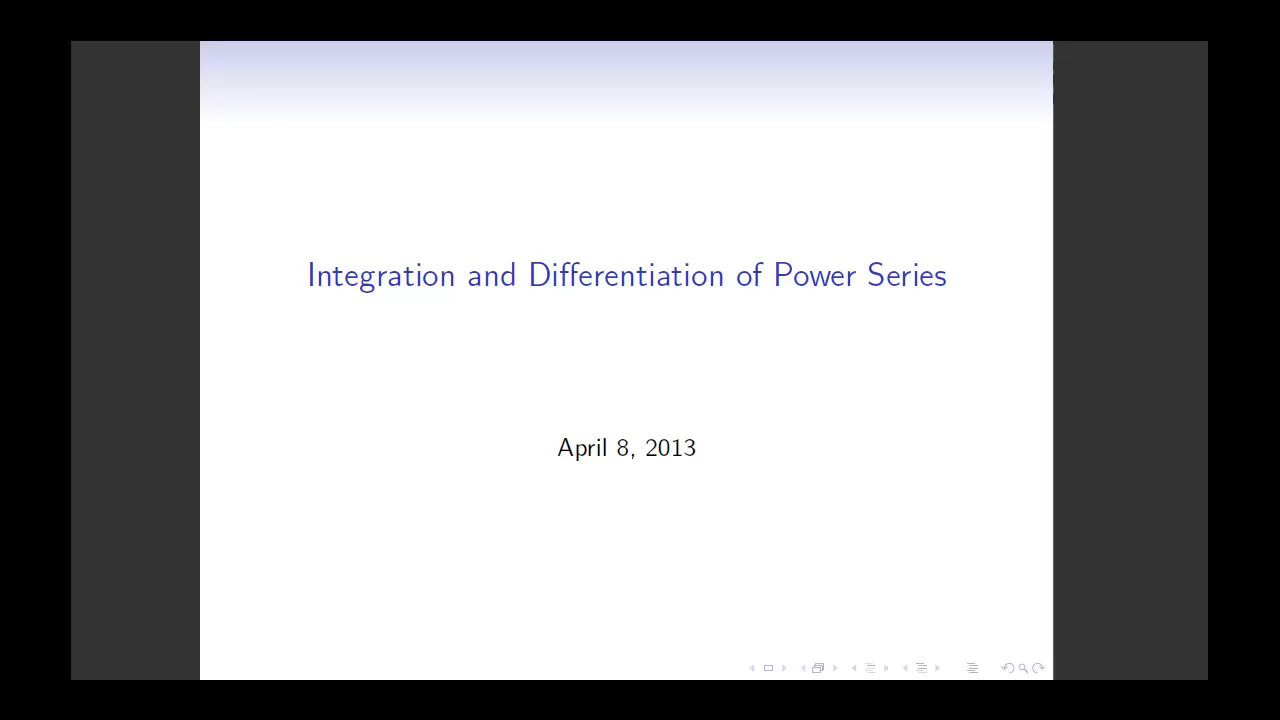 Integration and Differentiation of Power Series
April 8, 2013